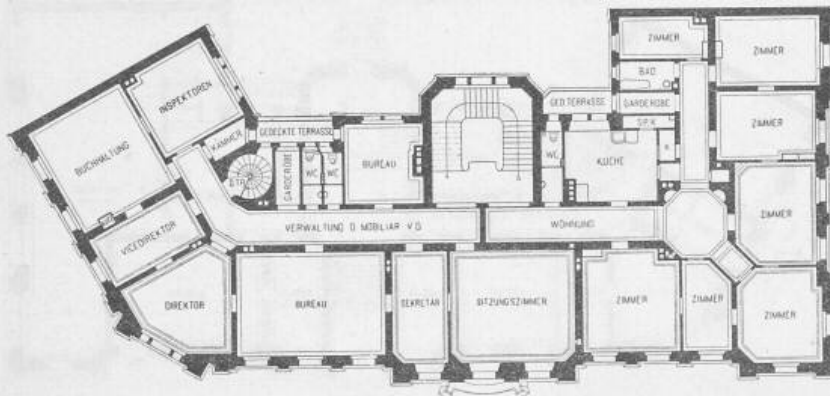 ZIMMER
ZIMMER
BAD
INSPEKTOREN
GED. TERRASSE
GARDEROBE
GEDECKTE TERRASSE
SP.K.
ZIMMER
BUCHHALTUNG
KAMMER
WC
KÜCHE
BUREAU
GARDEROBE
WC
WC
ZIMMER
VICEDIREKTOR
VERWALTUNG D. MOBILIAR V.G.
WOHNUNG
DIREKTOR
BUREAU
SEKRETÄR
SITZUNGSZIMMER
ZIMMER
ZIMMER
ZIMMER